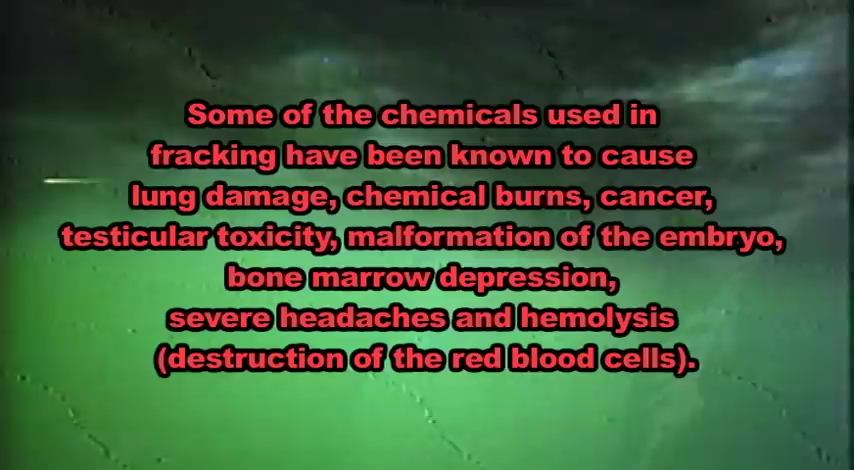 Some of the chemicals used in
fracking have been known to cause
lung damage, chemical burns, cancer,
testicular toxicity, malformation of the embryo,
bone marrow depression,
severe headaches and hemolysis
(destruction of the red blood cells).